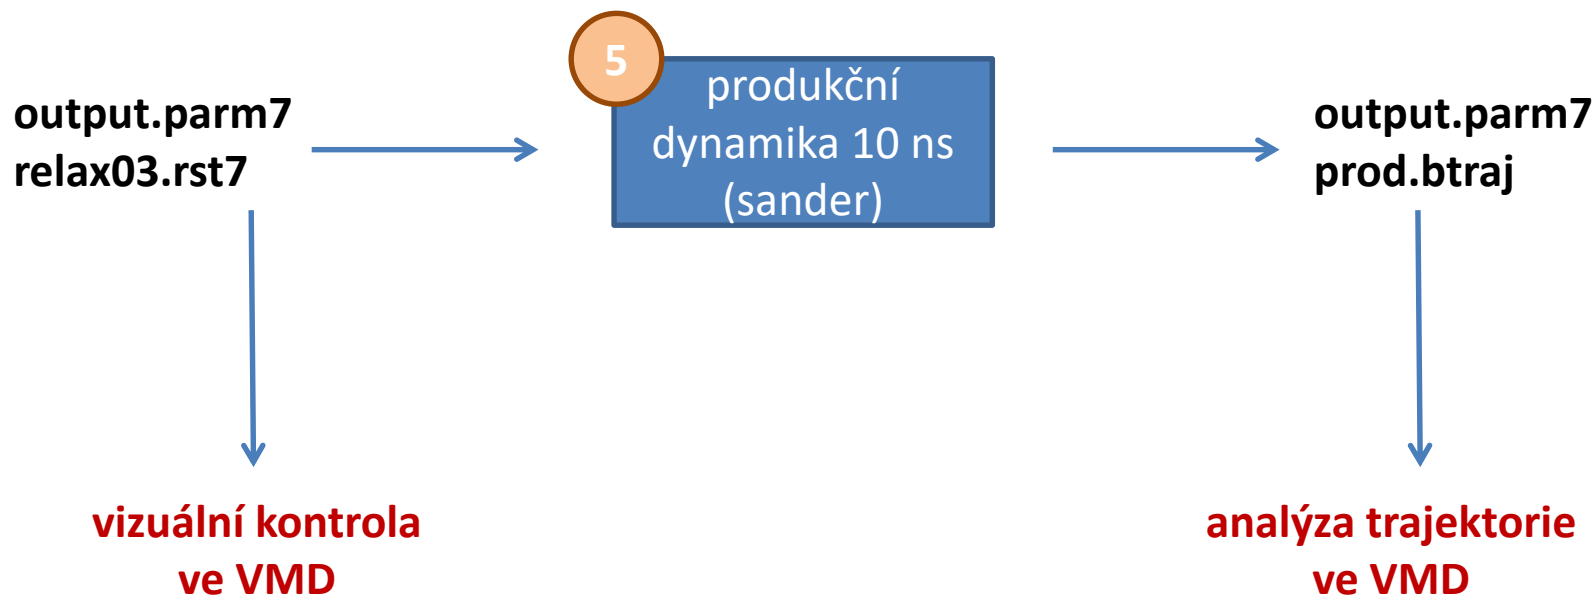 output.parm7
relax03.rst7
5
produkční
dynamika 10 ns
(sander)
output.parm7
prod.btraj
vizuální kontrola
ve VMD
analýza trajektorie
ve VMD